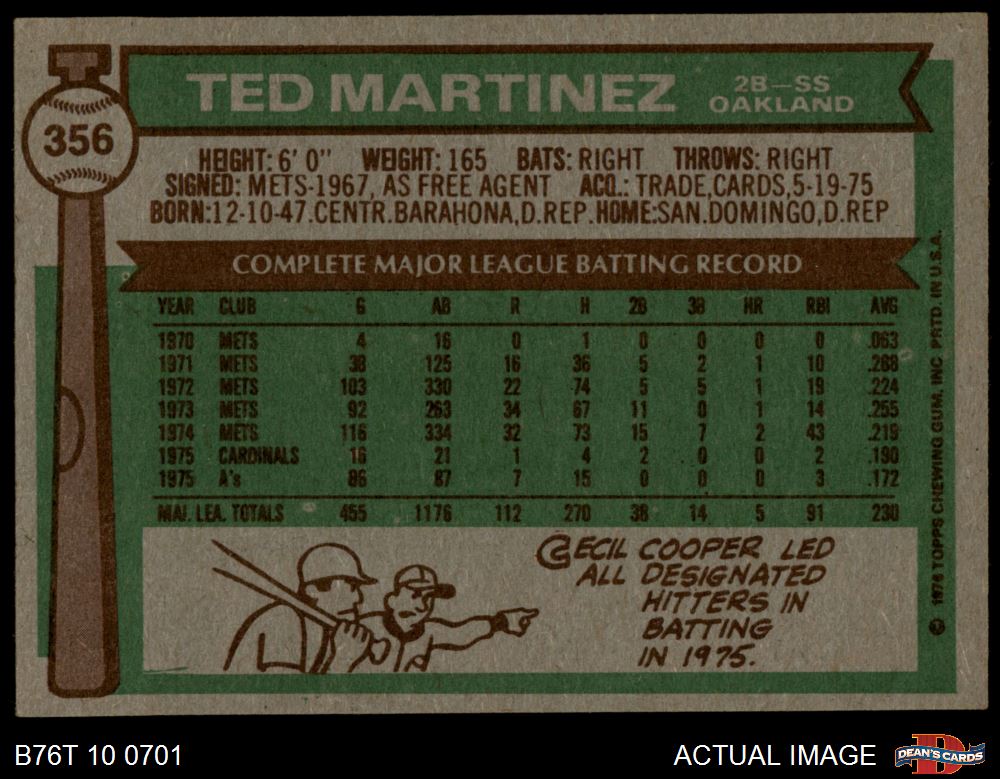 356
TED MARTINEZ
2B—SS
OAKLAND
HEIGHT: 6' 0" WEIGHT: 165 BATS: RIGHT THROWS: RIGHT
SIGNED: METS-1967, AS FREE AGENT ACQ.: TRADE,CARDS,5-19-75
BORN:12-10-47.CENTR.BARAHONA,D.REP.HOME:SAN.DOMINGO,D.REP
COMPLETE MAJOR LEAGUE BATTING RECORD
YEAR CLUB G AB R H 2B 3B HR RBI AVG
1970 METS 4 16 0 1 0 0 0 0 .063
1971 METS 38 125 16 36 5 2 1 10 .288
1972 METS 103 330 22 74 5 5 1 19 .224
1973 METS 92 263 34 67 11 0 1 14 .255
1974 METS 116 334 32 73 15 7 2 43 .219
1975 CARDINALS 16 21 1 4 2 0 0 2 .190
1975 A's 86 87 7 15 0 0 0 3 .172
MAJ. LEA. TOTALS 455 1176 112 270 38 14 5 91 230
CECIL COOPER LED
ALL DESIGNATED
HITTERS IN
BATTING
IN 1975.
© 1976 TOPPS CHEWING GUM, INC. PRTD. IN U.S.A.
B76T 10 0701
ACTUAL IMAGE
DEAN'S CARDS